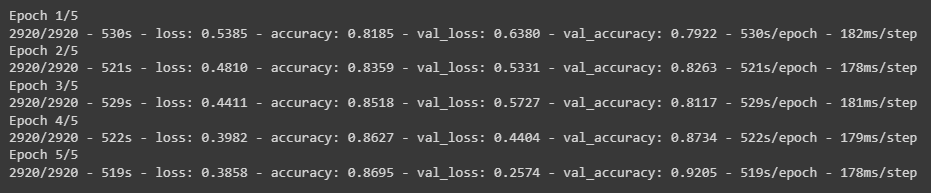 Epoch 1/5
2920/2920 - 530s - loss: 0.5385 - accuracy: 0.8185 - val_loss: 0.6380 - val_accuracy: 0.7922 - 530s/epoch - 182ms/step
Epoch 2/5
2920/2920 - 521s - loss: 0.4810 - accuracy: 0.8359 - val_loss: 0.5331 - val_accuracy: 0.8263 - 521s/epoch - 178ms/step
Epoch 3/5
2920/2920 - 529s - loss: 0.4411 - accuracy: 0.8518 - val_loss: 0.5727 - val_accuracy: 0.8117 - 529s/epoch - 181ms/step
Epoch 4/5
2920/2920 - 522s - loss: 0.3982 - accuracy: 0.8627 - val_loss: 0.4404 - val_accuracy: 0.8734 - 522s/epoch - 179ms/step
Epoch 5/5
2920/2920 - 519s - loss: 0.3858 - accuracy: 0.8695 - val_loss: 0.2574 - val_accuracy: 0.9205 - 519s/epoch - 178ms/step